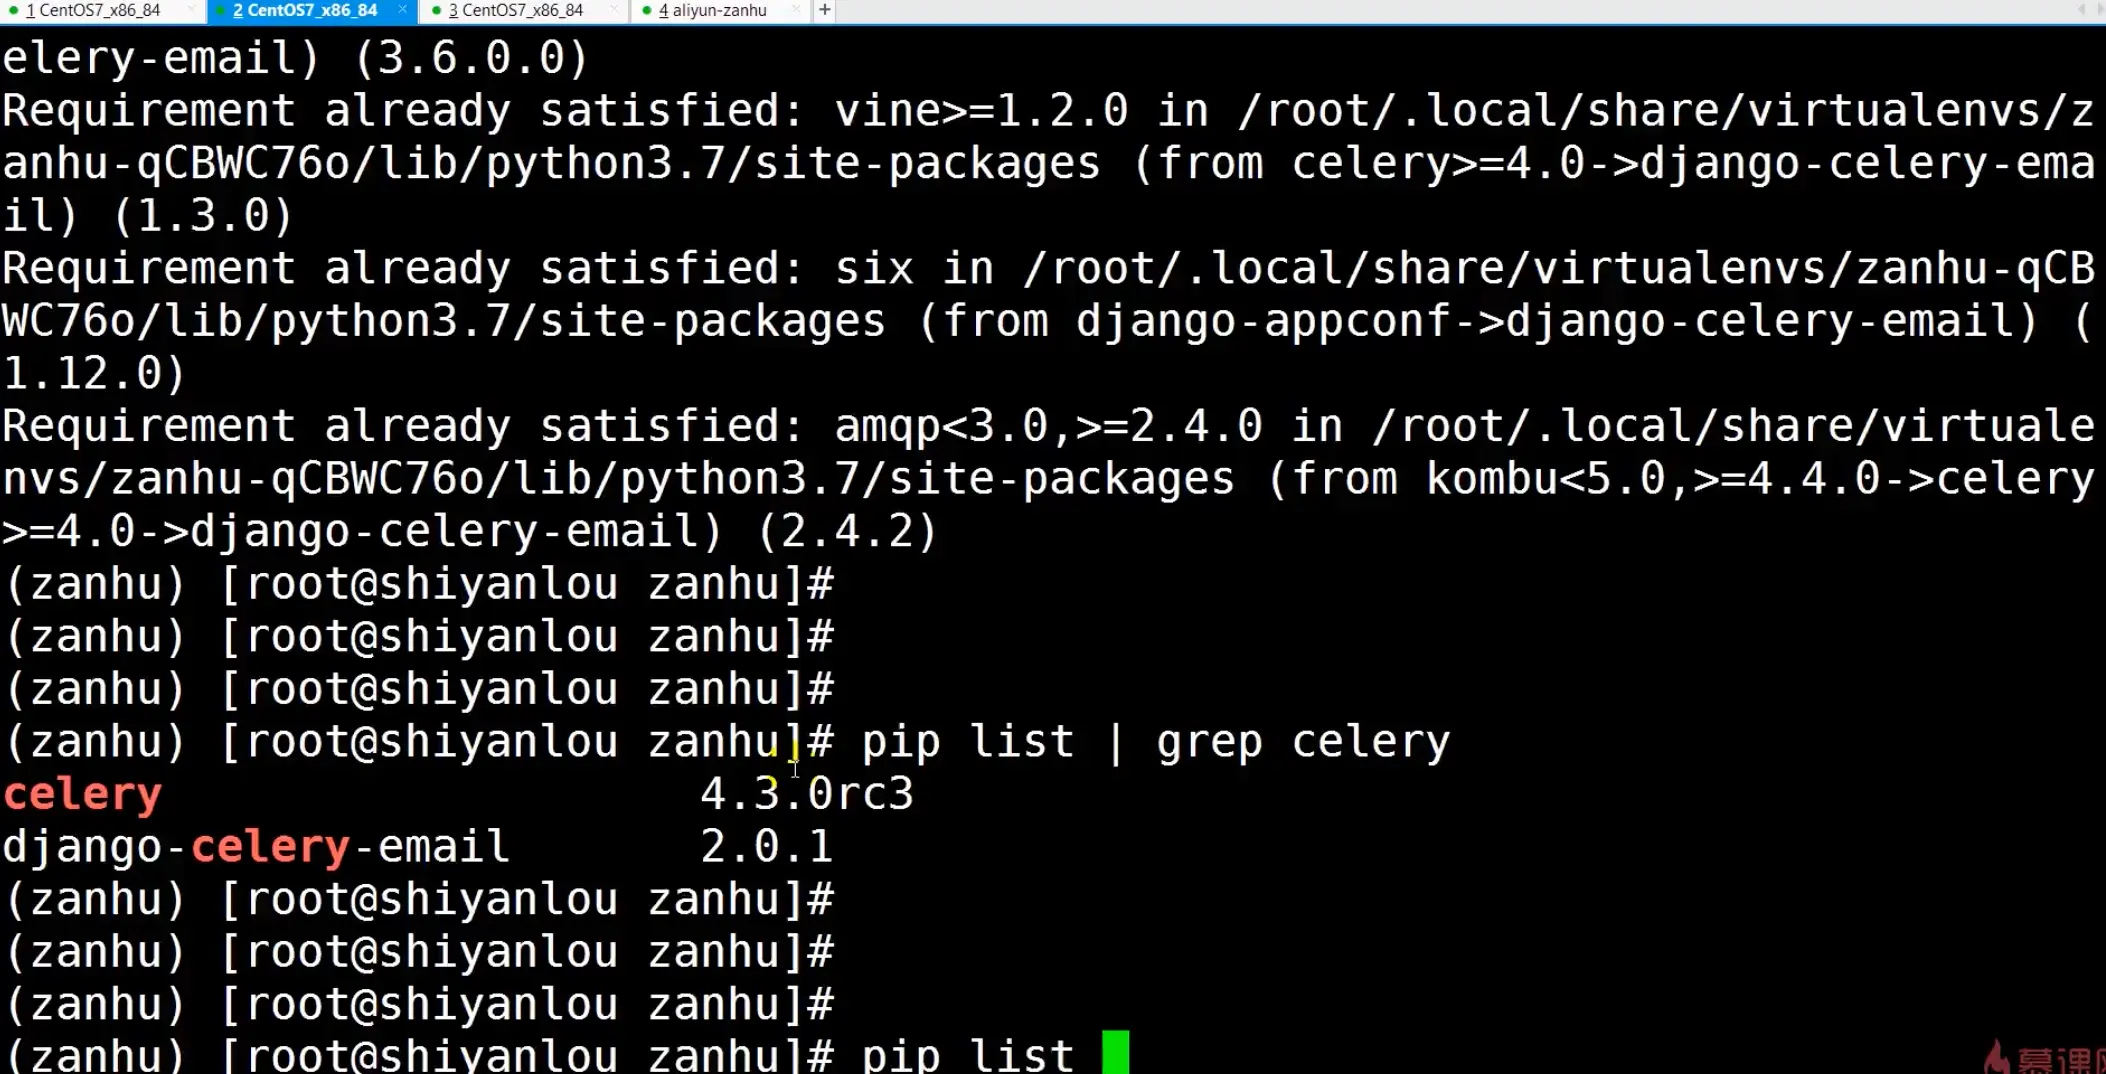 1 CentOS7_x86_84
2 CentOS7_x86_84
3 CentOS7_x86_84
4 aliyun-zanhu
elery-email) (3.6.0.0)
Requirement already satisfied: vine>=1.2.0 in /root/.local/share/virtualenvs/z
anhu-qCBWC76o/lib/python3.7/site-packages (from celery>=4.0->django-celery-ema
il) (1.3.0)
Requirement already satisfied: six in /root/.local/share/virtualenvs/zanhu-qCB
WC76o/lib/python3.7/site-packages (from django-appconf->django-celery-email) (
1.12.0)
Requirement already satisfied: amqp<3.0,>=2.4.0 in /root/.local/share/virtuale
nvs/zanhu-qCBWC76o/lib/python3.7/site-packages (from kombu<5.0,>=4.4.0->celery
>=4.0->django-celery-email) (2.4.2)
(zanhu) [root@shiyanlou zanhu]#
(zanhu) [root@shiyanlou zanhu]#
(zanhu) [root@shiyanlou zanhu]#
(zanhu) [root@shiyanlou zanhu]# pip list | grep celery
celery 4.3.0rc3
django-celery-email 2.0.1
(zanhu) [root@shiyanlou zanhu]#
(zanhu) [root@shiyanlou zanhu]#
(zanhu) [root@shiyanlou zanhu]#
(zanhu) [root@shiyanlou zanhu]# pip list
慕课网